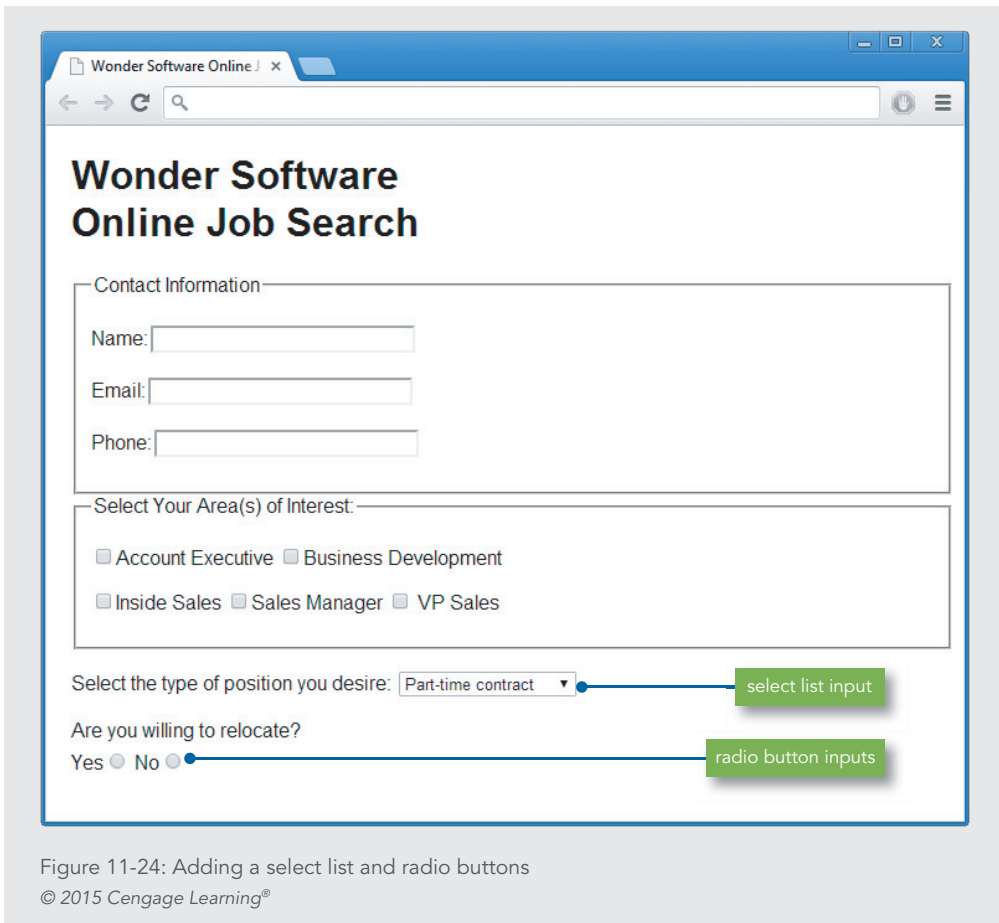 Wonder Software Online J
Wonder Software
Online Job Search
Contact Information
Name:
Email:
Phone:
Select Your Area(s) of Interest:
Account Executive Business Development
Inside Sales Sales Manager VP Sales
Select the type of position you desire: Part-time contract
select list input
Are you willing to relocate?
Yes No
radio button inputs
Figure 11-24: Adding a select list and radio buttons
© 2015 Cengage Learning®